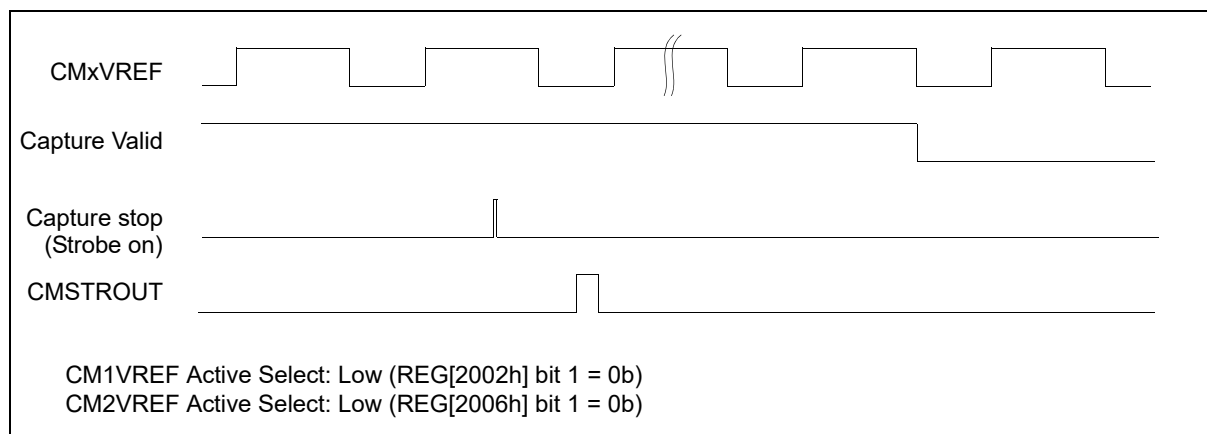 CMxVREF
Capture Valid
Capture stop
(Strobe on)
CMSTROUT
CM1VREF Active Select: Low (REG[2002h] bit 1 = 0b)
CM2VREF Active Select: Low (REG[2006h] bit 1 = 0b)